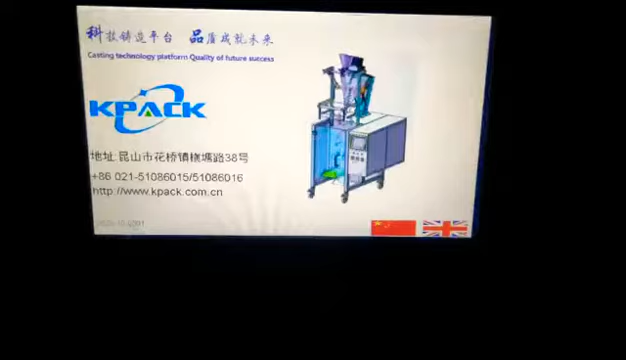 科技铸造平台 品质成就未来
Casting technology platform Quality of future success
KPACK
地址:昆山市花桥镇横塘路38号
+86 021-51086015/51086016
http://www.kpack.com.cn